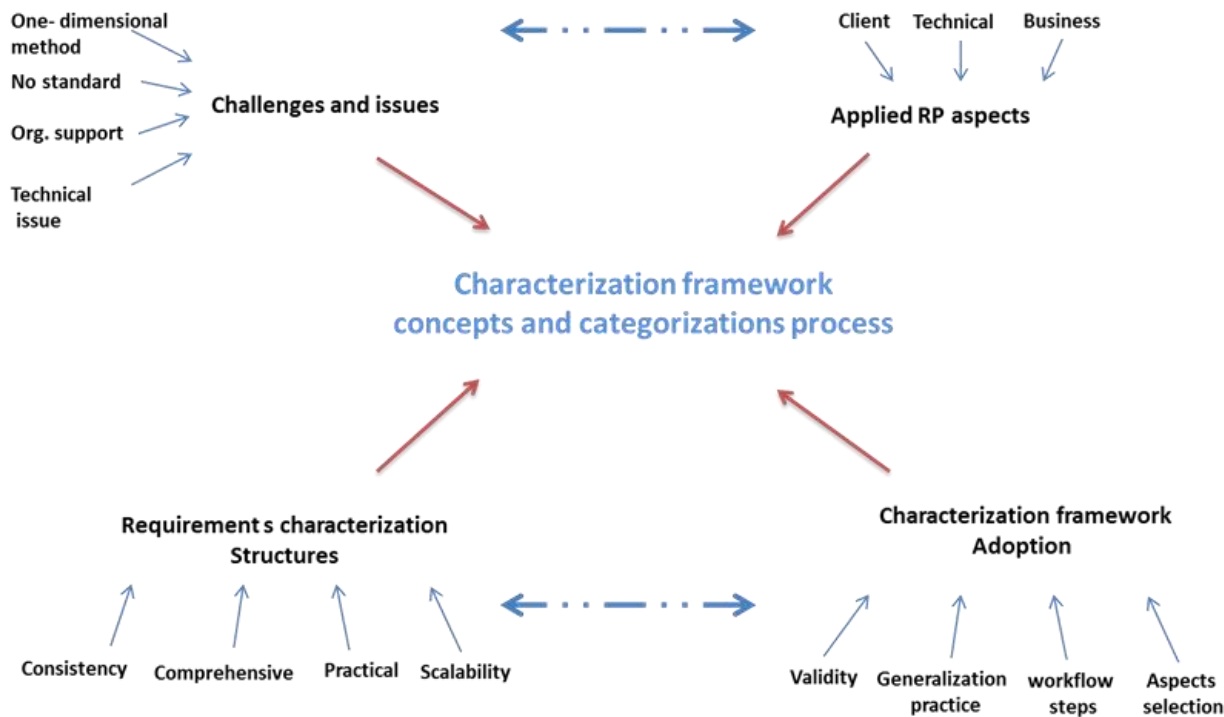 One- dimensional
method
No standard
Org. support
Technical
issue
Challenges and issues
Client
Technical
Business
Applied RP aspects
Characterization framework
concepts and categorizations process
Requirement s characterization
Structures
Consistency
Comprehensive
Practical
Scalability
Characterization framework
Adoption
Validity
Generalization
practice
workflow
steps
Aspects
selection